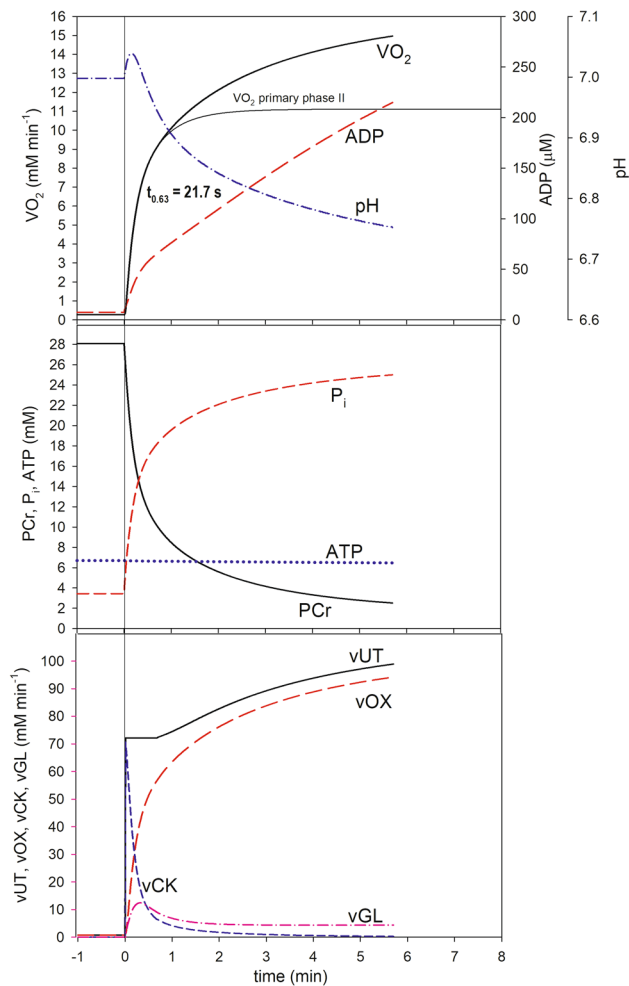 16
15
14
13
12
11
10
9
8
7
6
5
4
3
2
1
0
VO2 (mM min-1)
VO2
VO2 primary phase II
ADP
t0.63 = 21.7 s
pH
300
250
200
150
100
50
0
ADP (µM)
7.1
7.0
6.9
6.8
6.7
6.6
pH
28
26
24
22
20
18
16
14
12
10
8
6
4
2
0
PCr, Pi, ATP (mM)
Pi
ATP
PCr
100
90
80
70
60
50
40
30
20
10
0
vUT, vOX, vCK, vGL (mM min-1)
vUT
vOX
vCK
vGL
-1 0 1 2 3 4 5 6 7 8
time (min)